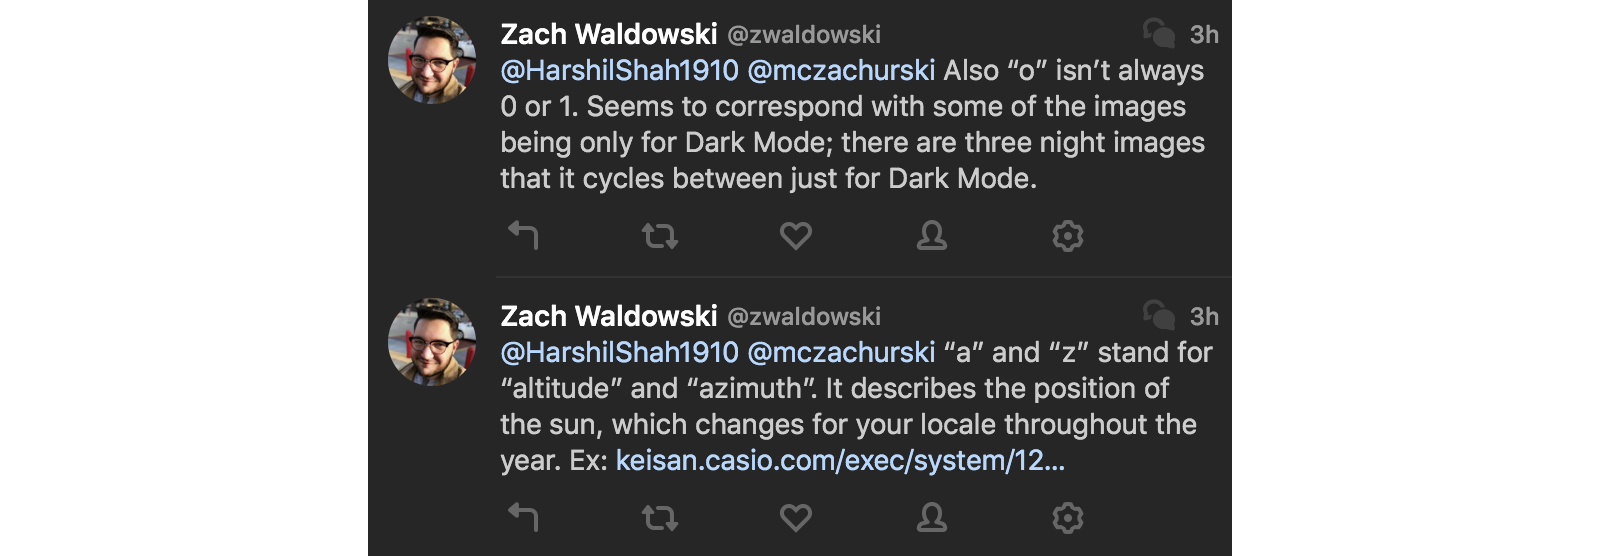 Zach Waldowski @zwaldowski 3h
@HarshilShah1910 @mczachurski Also “o” isn’t always
0 or 1. Seems to correspond with some of the images
being only for Dark Mode; there are three night images
that it cycles between just for Dark Mode.
Zach Waldowski @zwaldowski 3h
@HarshilShah1910 @mczachurski “a” and “z” stand for
“altitude” and “azimuth”. It describes the position of
the sun, which changes for your locale throughout the
year. Ex: keisan.casio.com/exec/system/12...